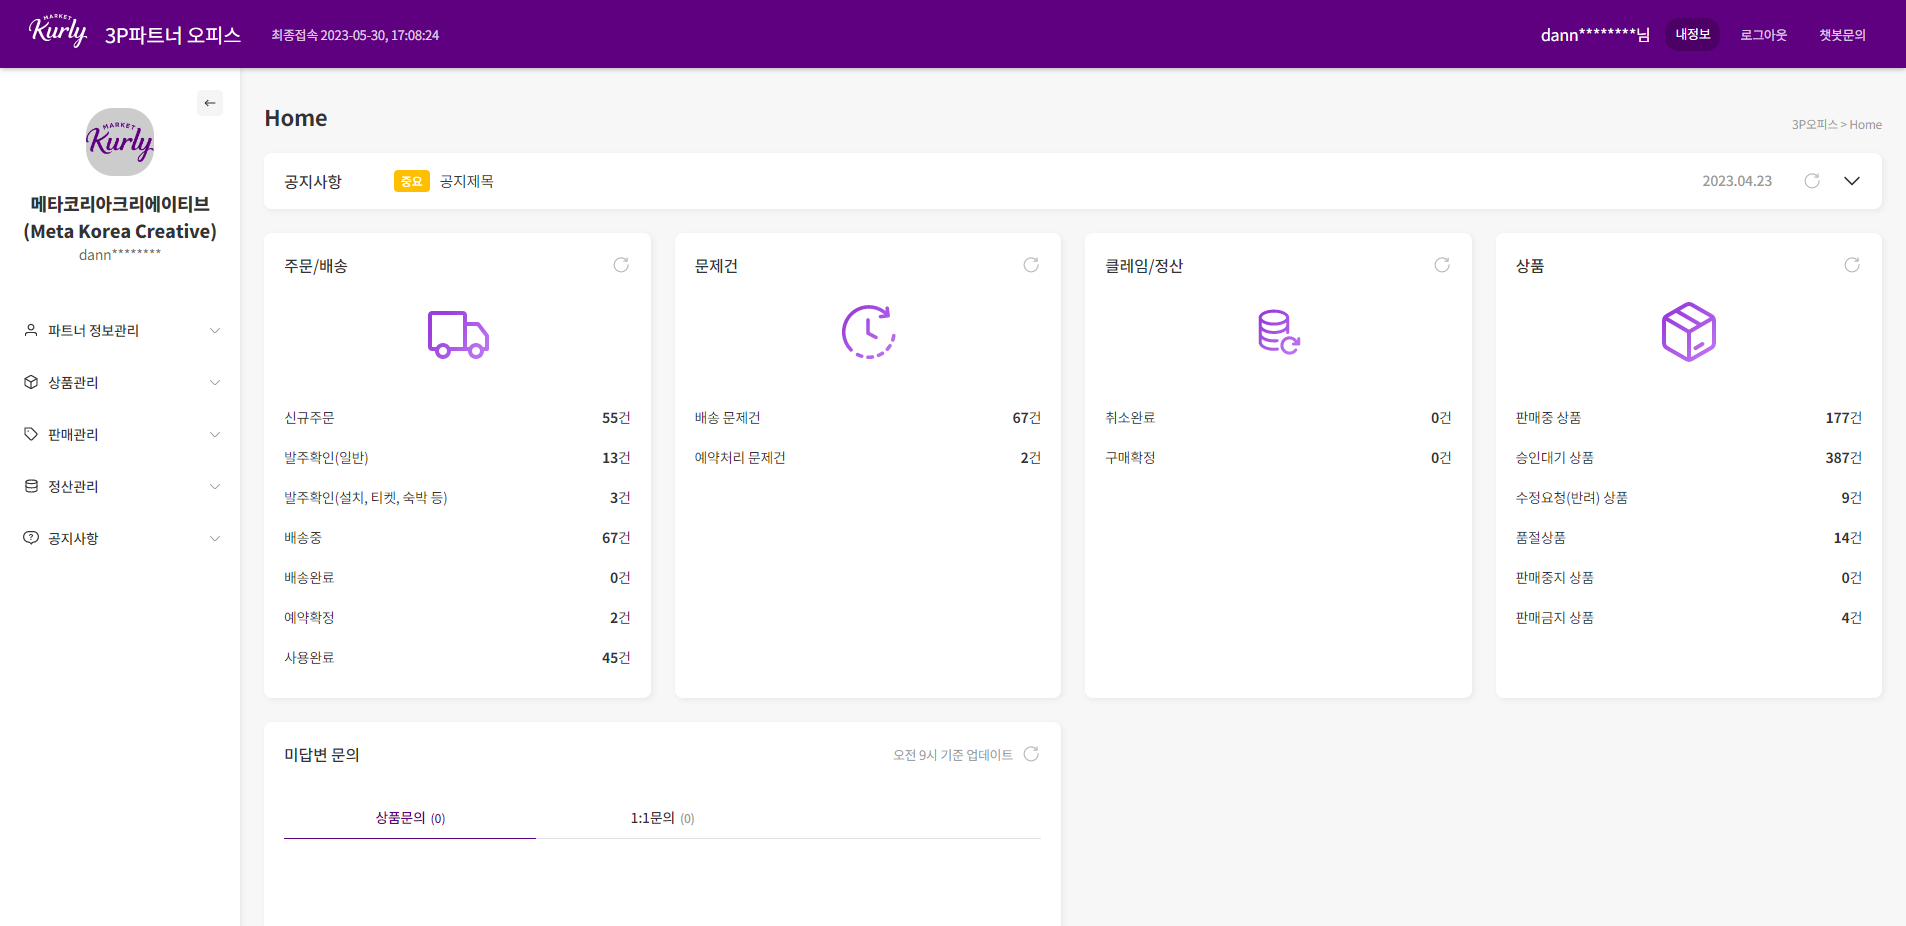 MARKET
Kurly
3P파트너 오피스
최종접속 2023-05-30, 17:08:24
dann********님
내정보
로그아웃
챗봇문의
MARKET
Kurly
메타코리아크리에이티브
(Meta Korea Creative)
dann********
파트너 정보관리
상품관리
판매관리
정산관리
공지사항
Home
3P오피스 > Home
공지사항
중요
공지제목
2023.04.23
주문/배송
신규주문 55건
발주확인(일반) 13건
발주확인(설치, 티켓, 숙박 등) 3건
배송중 67건
배송완료 0건
예약확정 2건
사용완료 45건
문제건
배송 문제건 67건
예약처리 문제건 2건
클레임/정산
취소완료 0건
구매확정 0건
상품
판매중 상품 177건
승인대기 상품 387건
수정요청(반려) 상품 9건
품절상품 14건
판매중지 상품 0건
판매금지 상품 4건
미답변 문의
오전 9시 기준 업데이트
상품문의 (0)
1:1문의 (0)